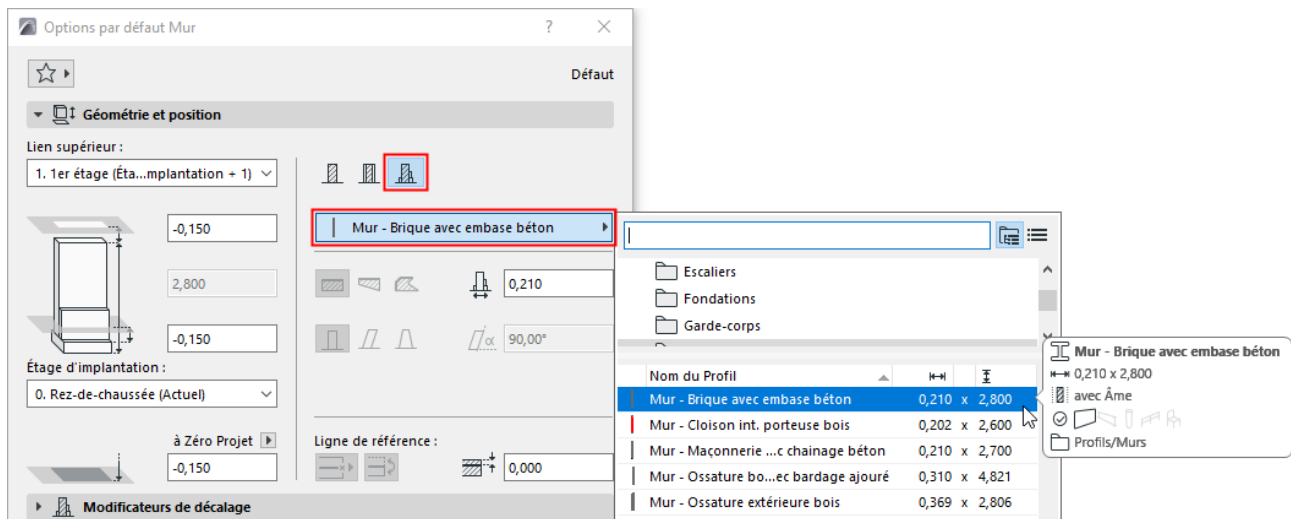 Options par défaut Mur
Défaut
Géométrie et position
Lien supérieur :
1. 1er étage (Éta...mplantation + 1)
-0,150
2,800
-0,150
Étage d'implantation :
0. Rez-de-chaussée (Actuel)
à Zéro Projet
-0,150
Mur - Brique avec embase béton
0,210
α 90,00°
Ligne de référence :
0,000
Modificateurs de décalage
Escaliers
Fondations
Garde-corps
Nom du Profil
Mur - Brique avec embase béton 0,210 x 2,800
Mur - Cloison int. porteuse bois 0,202 x 2,600
Mur - Maçonnerie ...c chainage béton 0,210 x 2,700
Mur - Ossature bo...ec bardage ajouré 0,310 x 4,821
Mur - Ossature extérieure bois 0,369 x 2,806
Mur - Brique avec embase béton
0,210 x 2,800
avec Âme
Profils/Murs